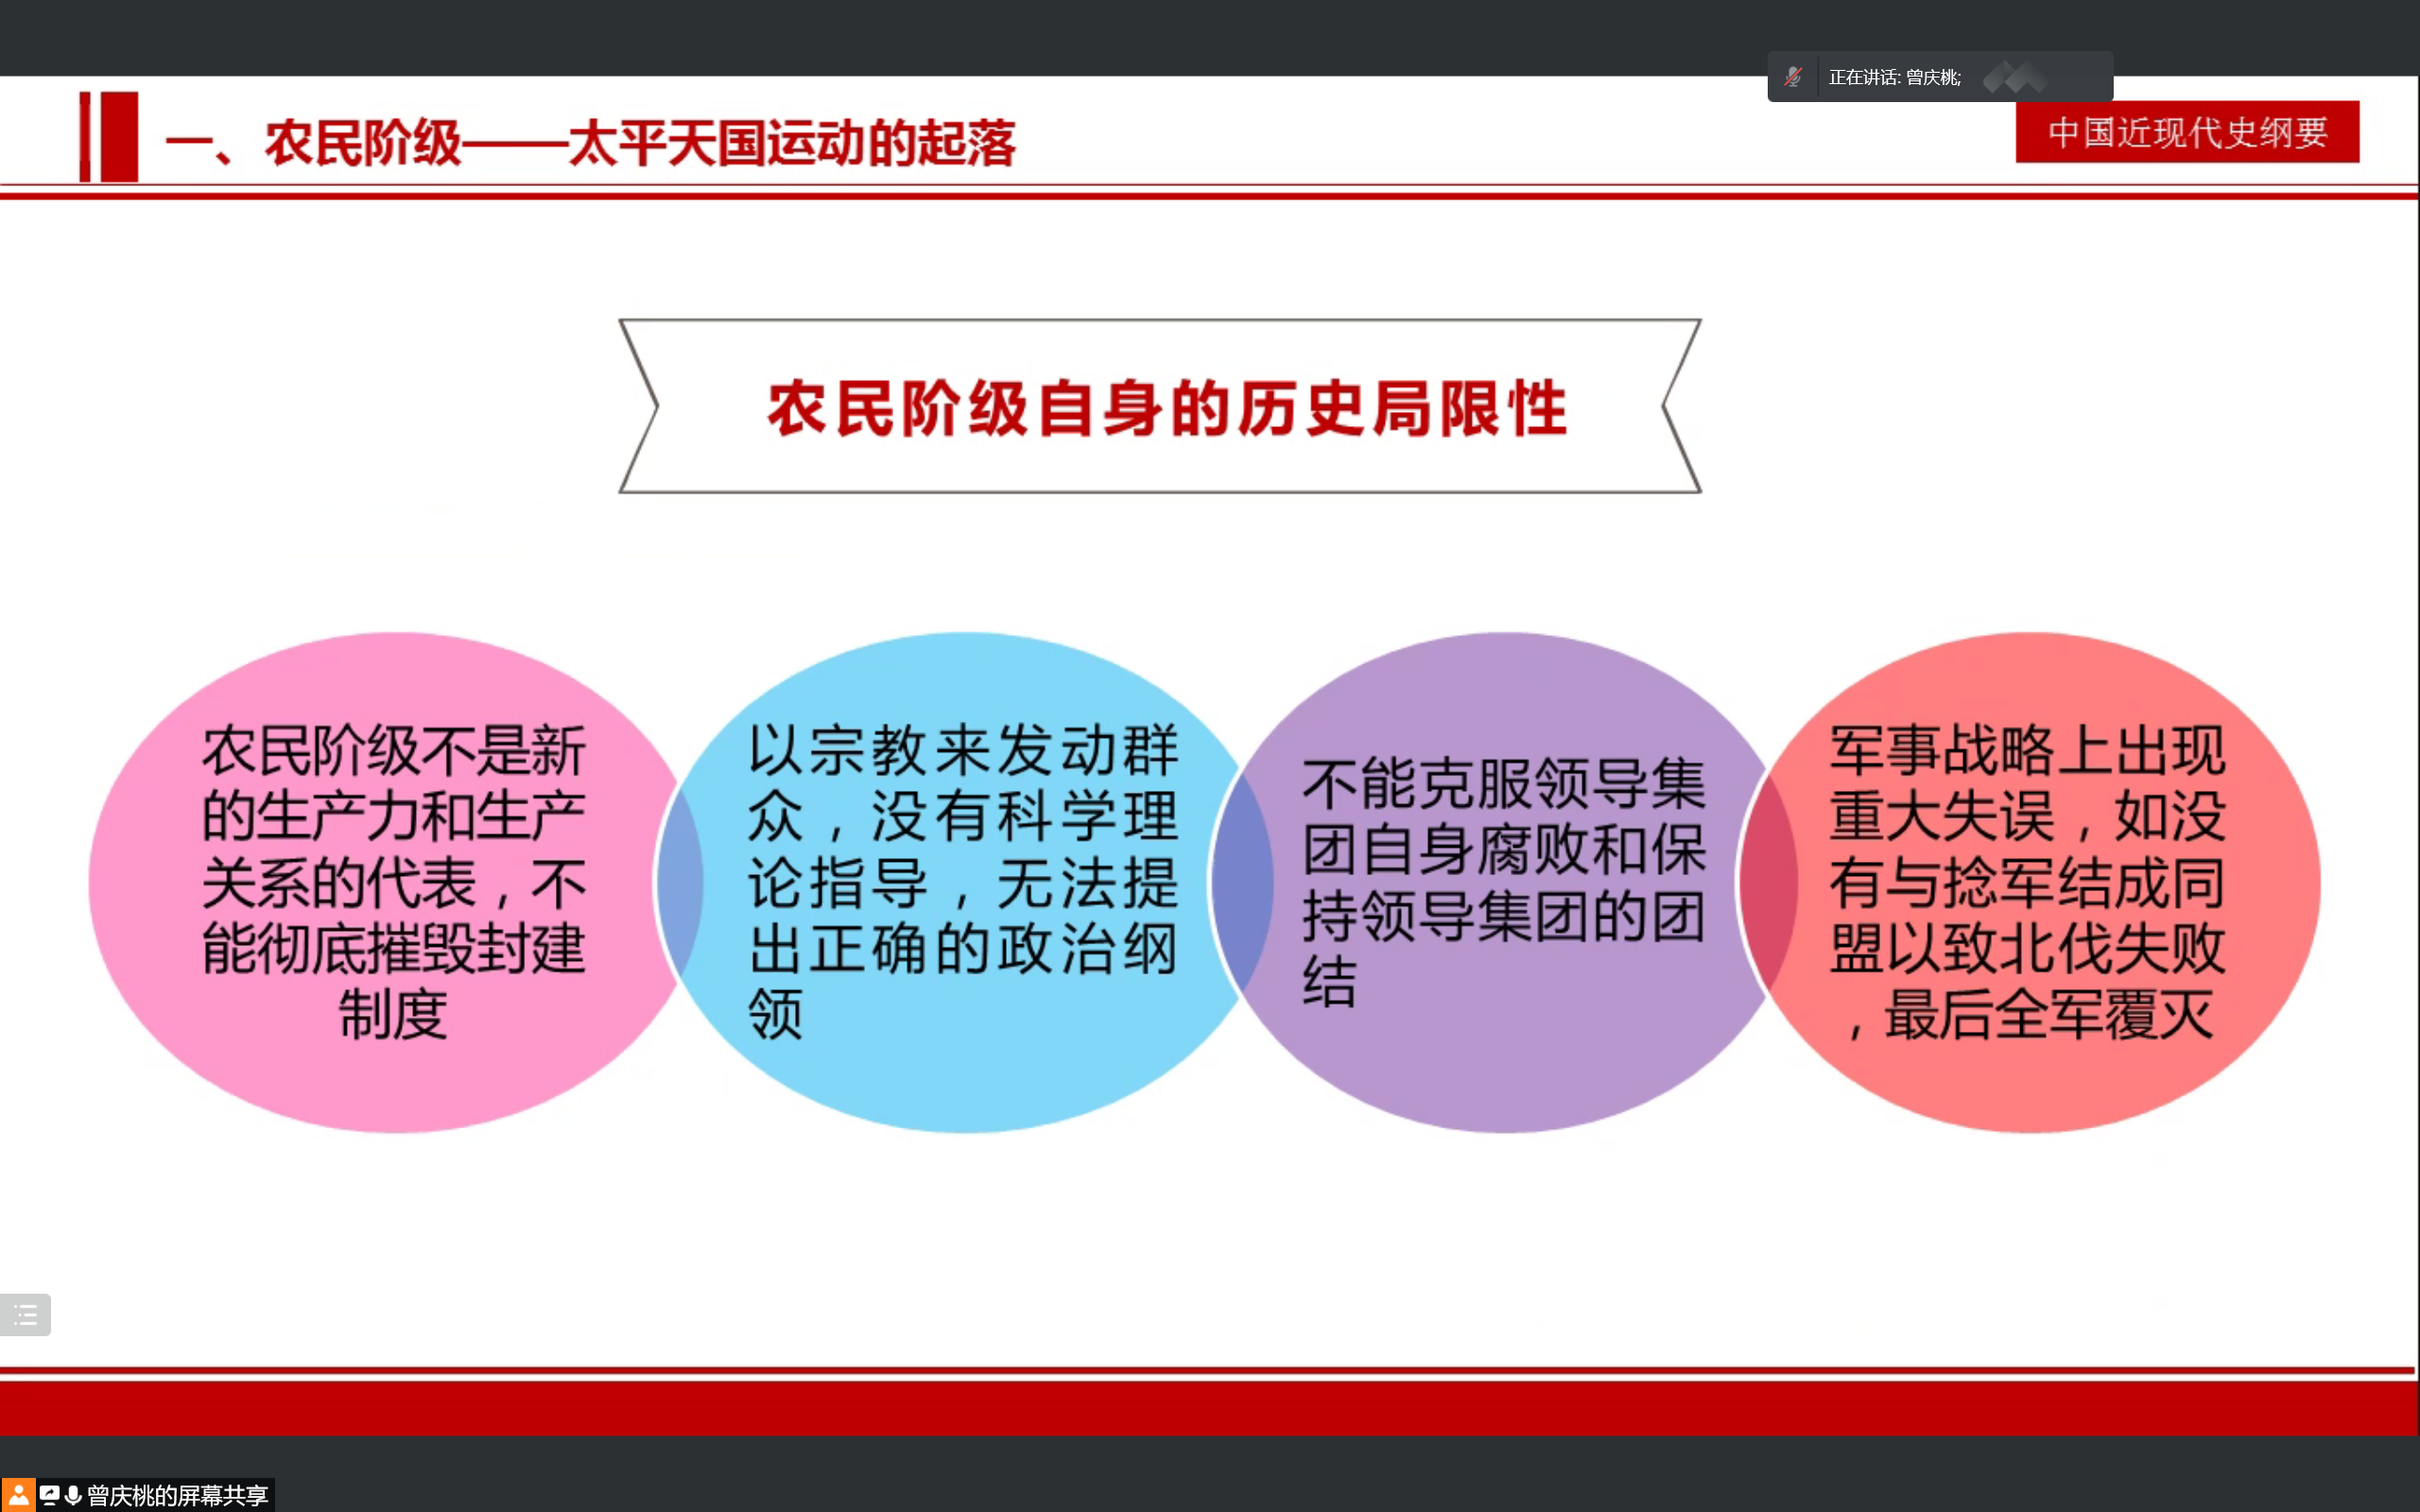 正在讲话: 曾庆桃;
一、农民阶级——太平天国运动的起落
中国近现代史纲要
农民阶级自身的历史局限性
农民阶级不是新
的生产力和生产
关系的代表，不
能彻底摧毁封建
制度
以宗教来发动群
众，没有科学理
论指导，无法提
出正确的政治纲
领
不能克服领导集
团自身腐败和保
持领导集团的团
结
军事战略上出现
重大失误，如没
有与捻军结成同
盟以致北伐失败
，最后全军覆灭
曾庆桃的屏幕共享